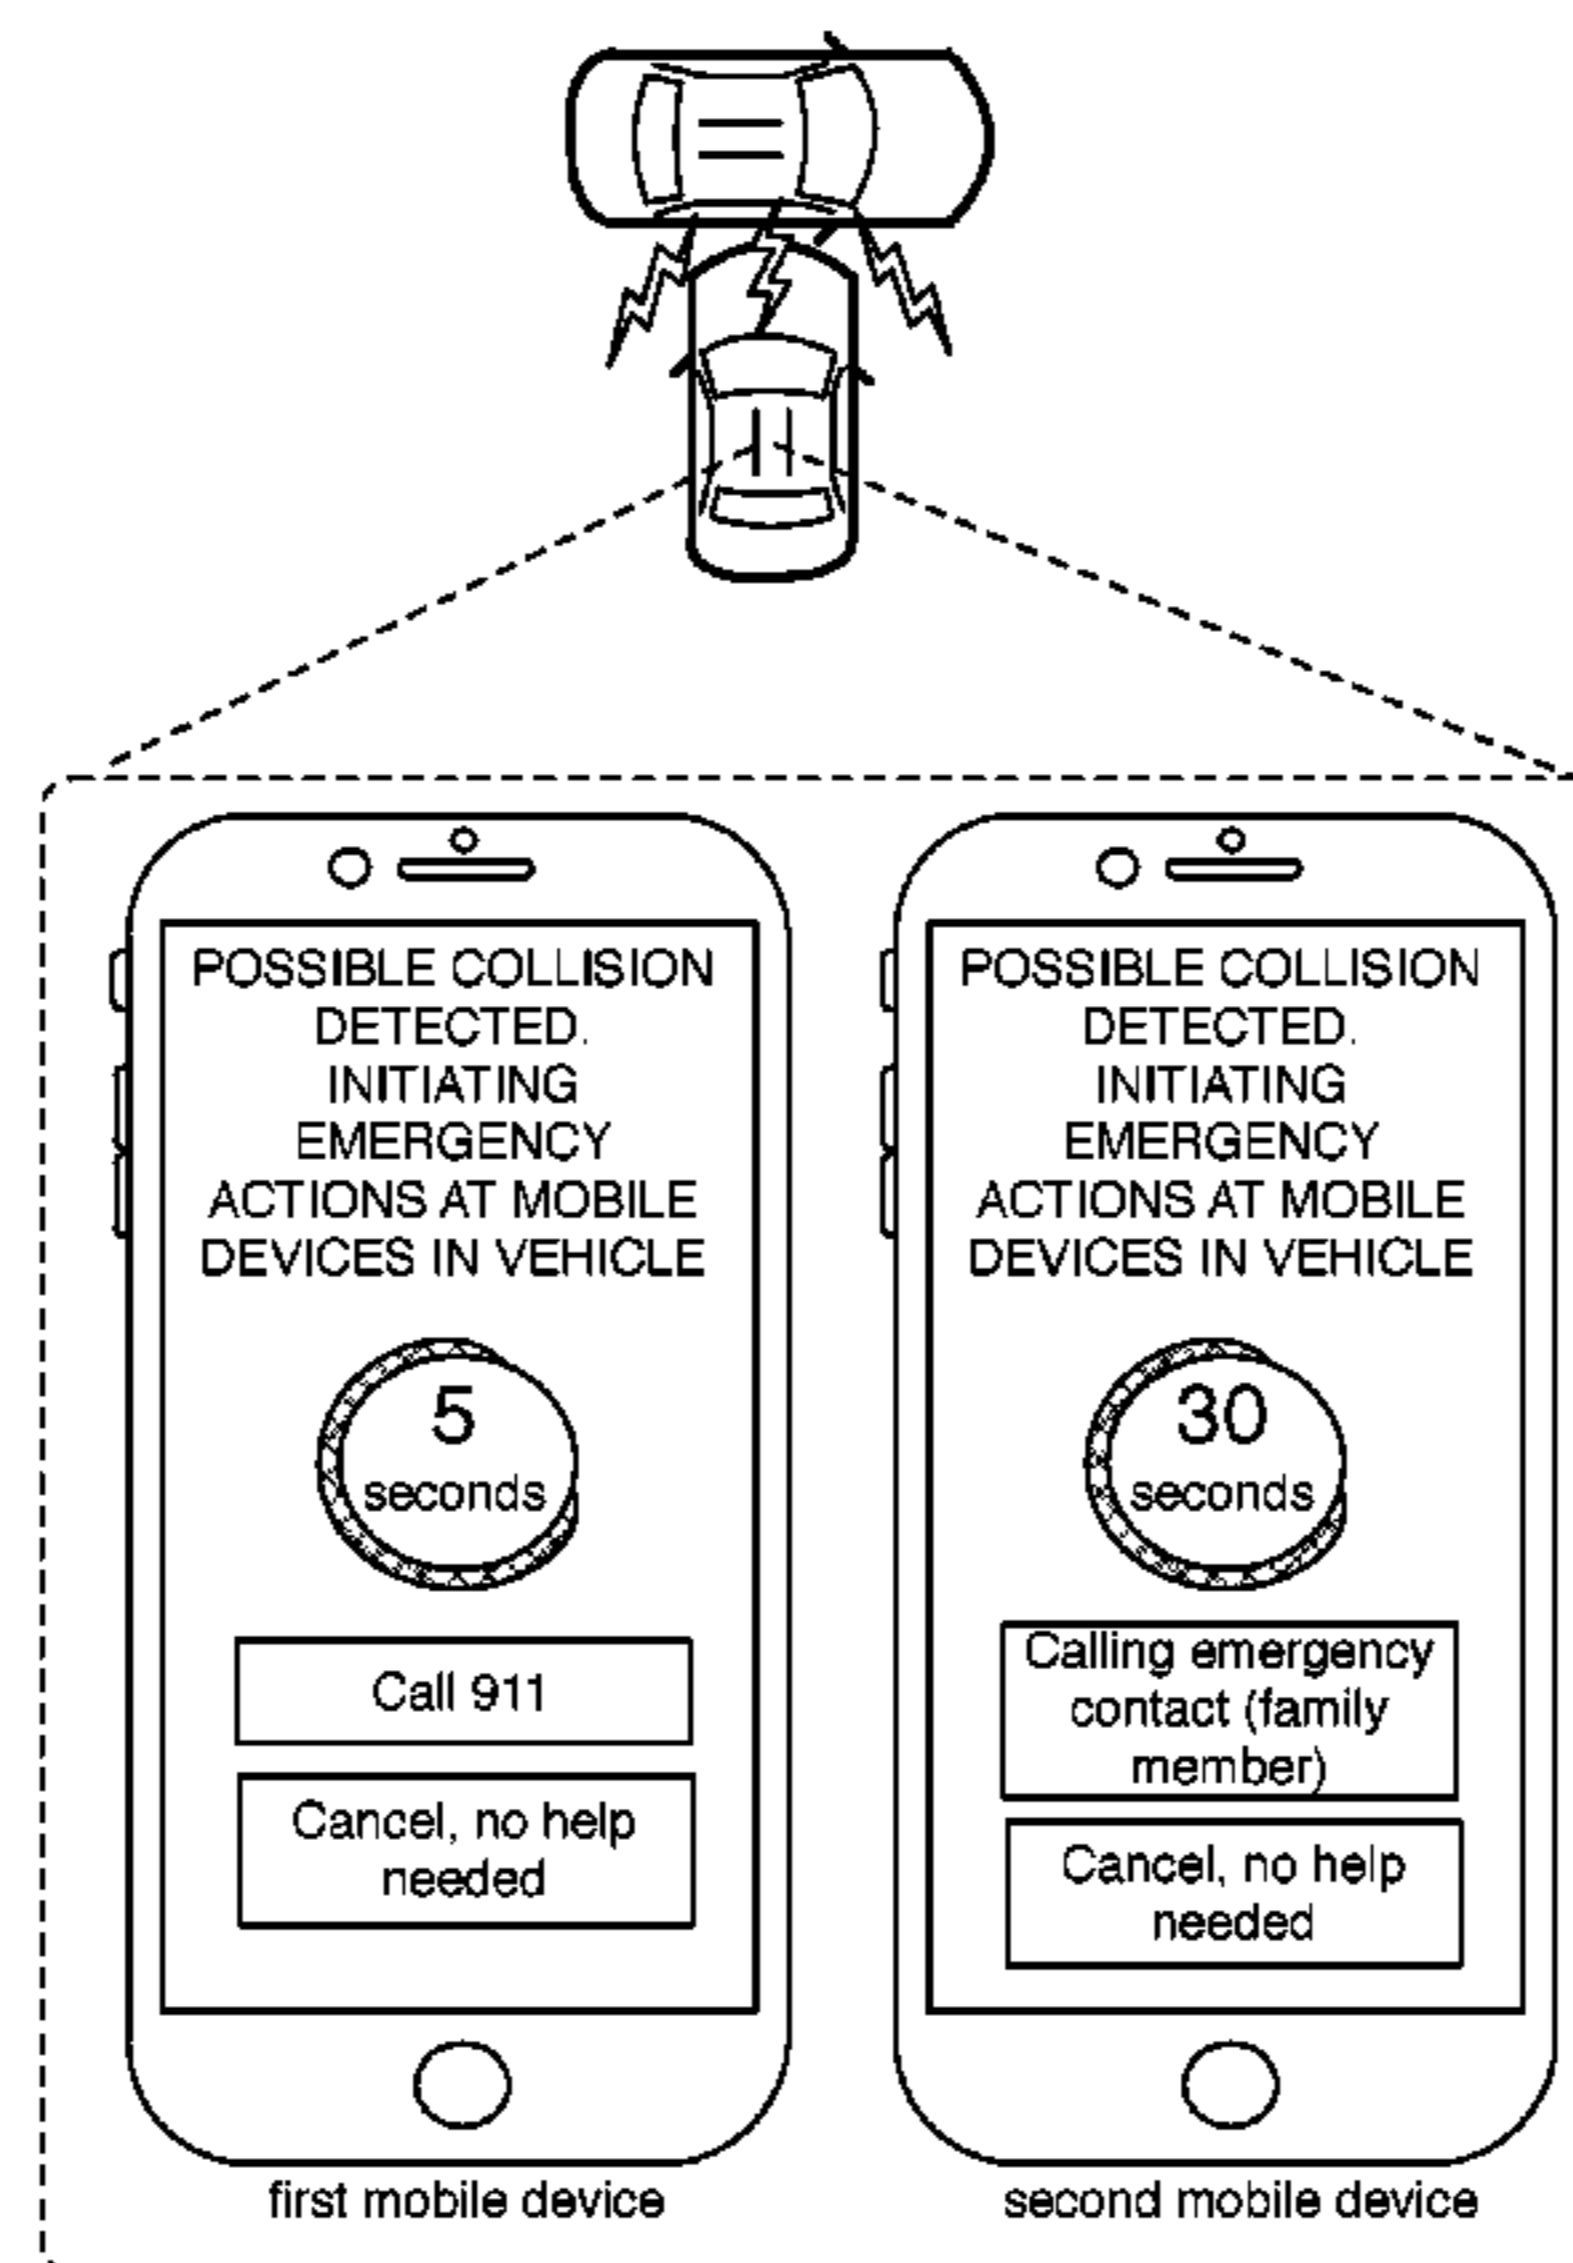 POSSIBLE COLLISION
DETECTED.
INITIATING
EMERGENCY
ACTIONS AT MOBILE
DEVICES IN VEHICLE
5
seconds
Call 911
Cancel, no help
needed
first mobile device
POSSIBLE COLLISION
DETECTED.
INITIATING
EMERGENCY
ACTIONS AT MOBILE
DEVICES IN VEHICLE
30
seconds
Calling emergency
contact (family
member)
Cancel, no help
needed
second mobile device